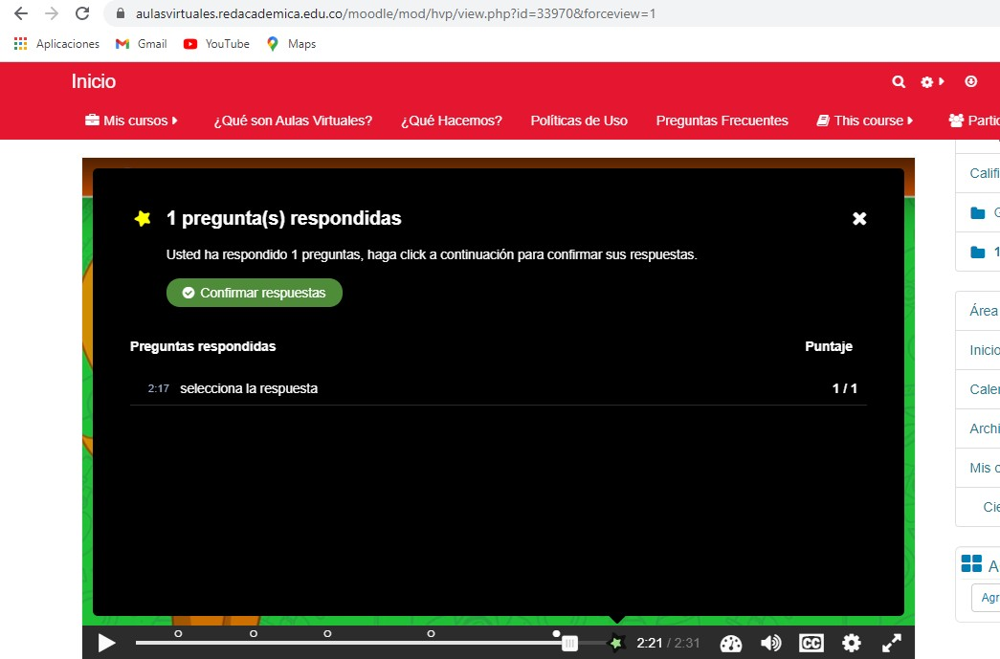 aulasvirtuales.redacademica.edu.co/moodle/mod/hvp/view.php?id=33970&forceview=1
Aplicaciones Gmail YouTube Maps
Inicio
Mis cursos ¿Qué son Aulas Virtuales? ¿Qué Hacemos? Políticas de Uso Preguntas Frecuentes This course Partic
Califi
G
1
1 pregunta(s) respondidas
Usted ha respondido 1 preguntas, haga click a continuación para confirmar sus respuestas.
Confirmar respuestas
Preguntas respondidas Puntaje
2:17 selecciona la respuesta 1 / 1
Área
Inicio
Caler
Archi
Mis c
Cie
A
Agr
2:21 / 2:31 CC